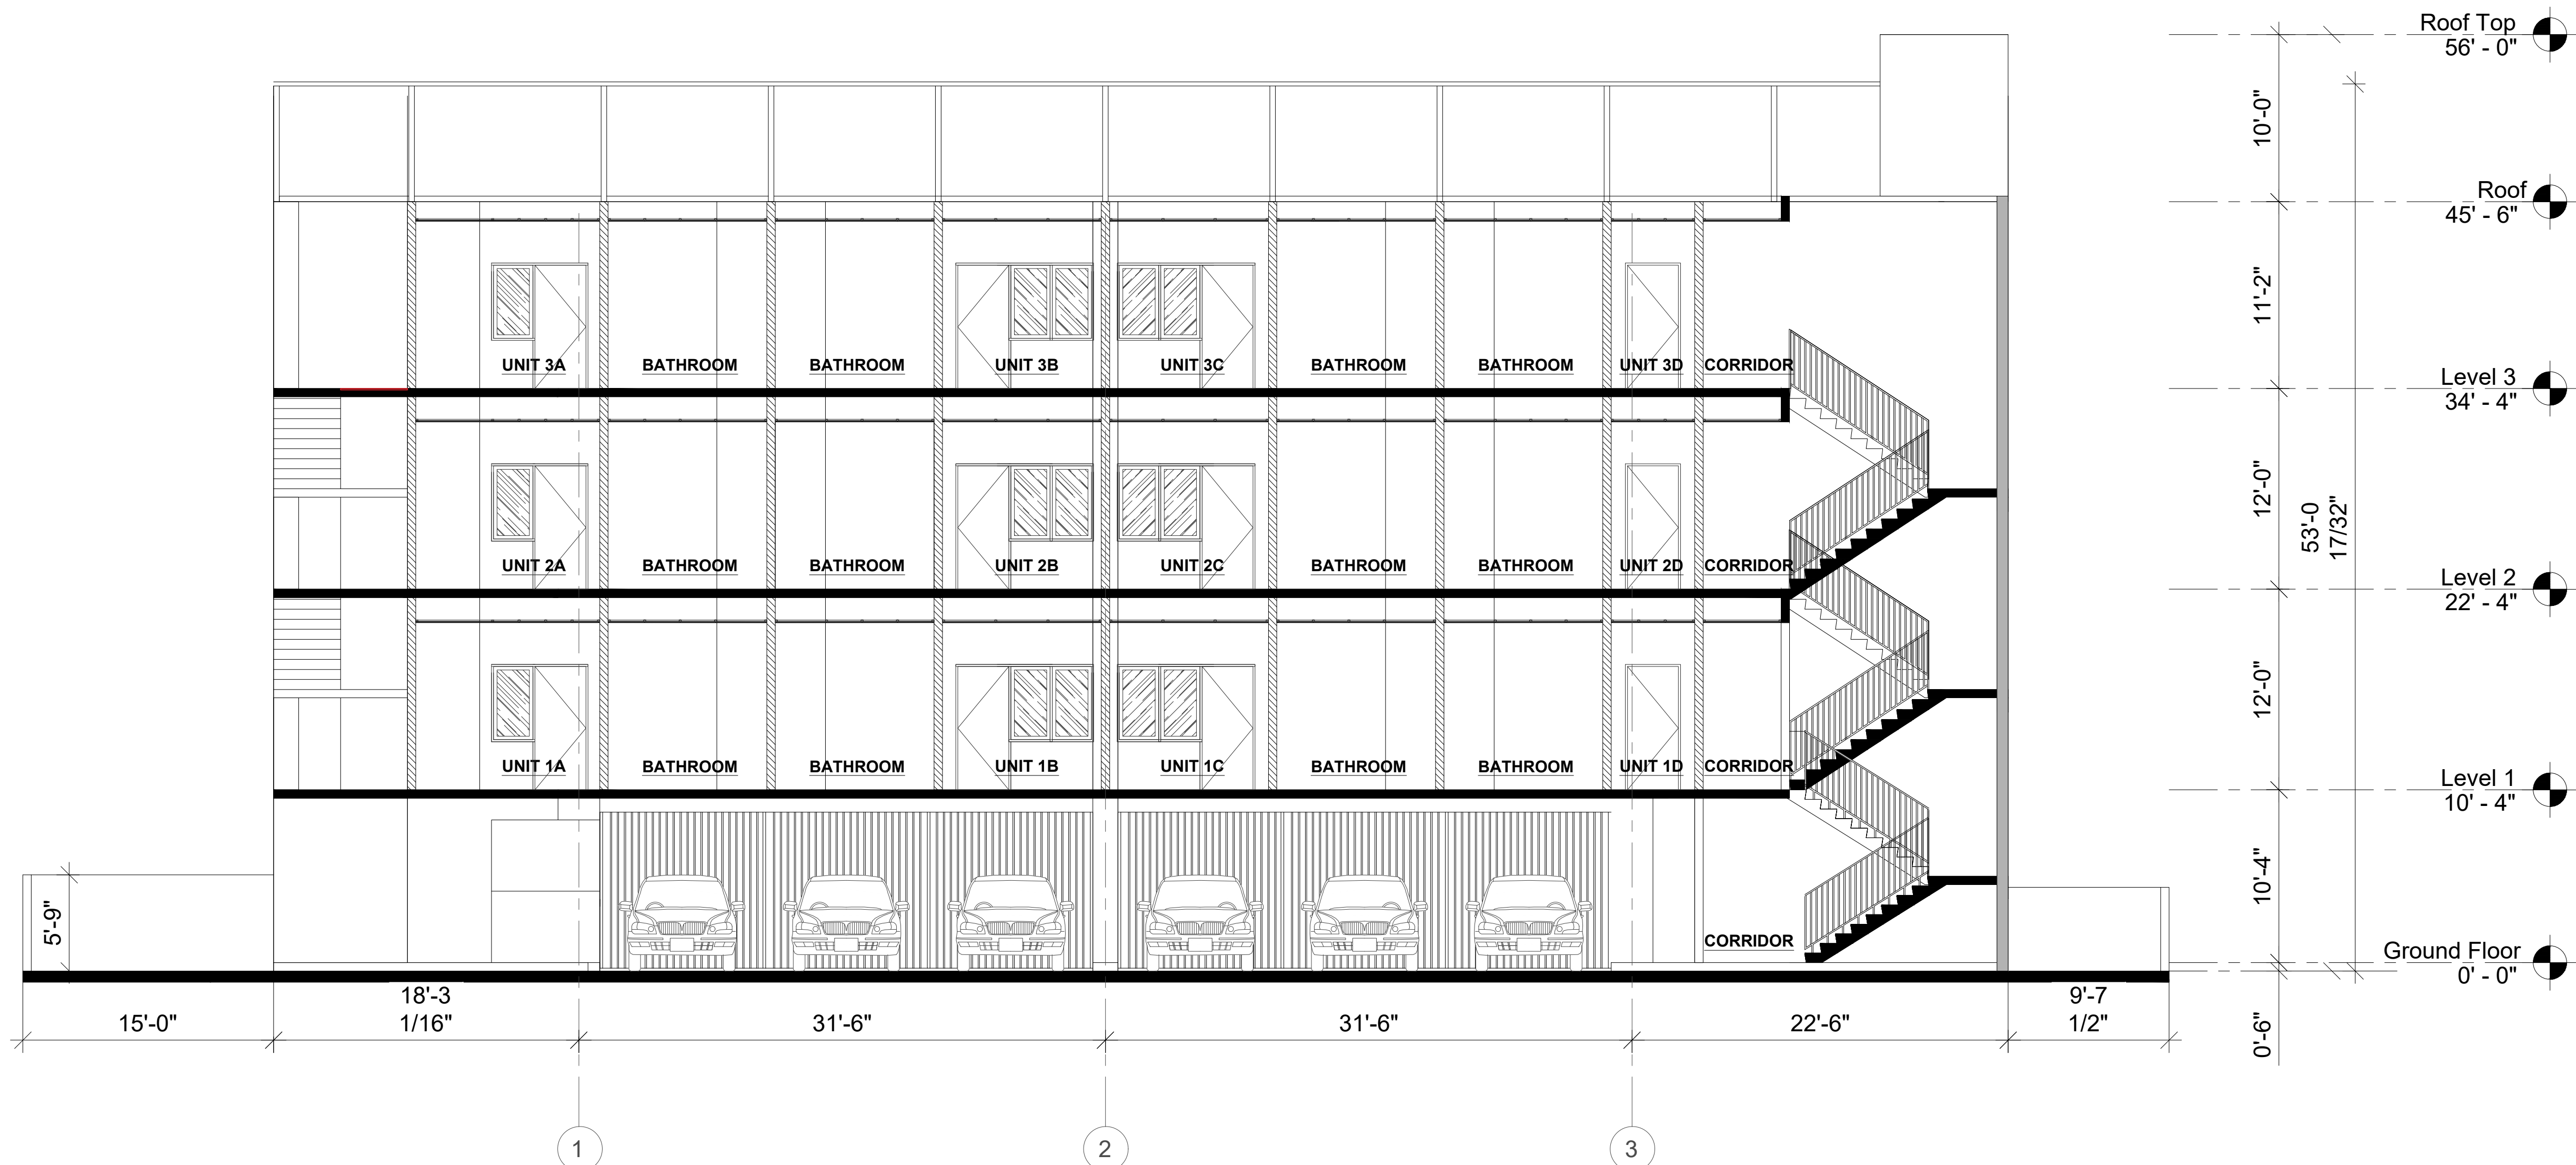 Roof Top
56' - 0"
10'-0"
Roof
45' - 6"
11'-2"
UNIT 3A BATHROOM BATHROOM UNIT 3B UNIT 3C BATHROOM BATHROOM UNIT 3D CORRIDOR
Level 3
34' - 4"
12'-0"
53'-0
17/32"
UNIT 2A BATHROOM BATHROOM UNIT 2B UNIT 2C BATHROOM BATHROOM UNIT 2D CORRIDOR
Level 2
22' - 4"
12'-0"
UNIT 1A BATHROOM BATHROOM UNIT 1B UNIT 1C BATHROOM BATHROOM UNIT 1D CORRIDOR
Level 1
10' - 4"
10'-4"
5'-9"
CORRIDOR
Ground Floor
0' - 0"
0'-6"
15'-0"
18'-3
1/16"
31'-6"
31'-6"
22'-6"
9'-7
1/2"
1
2
3